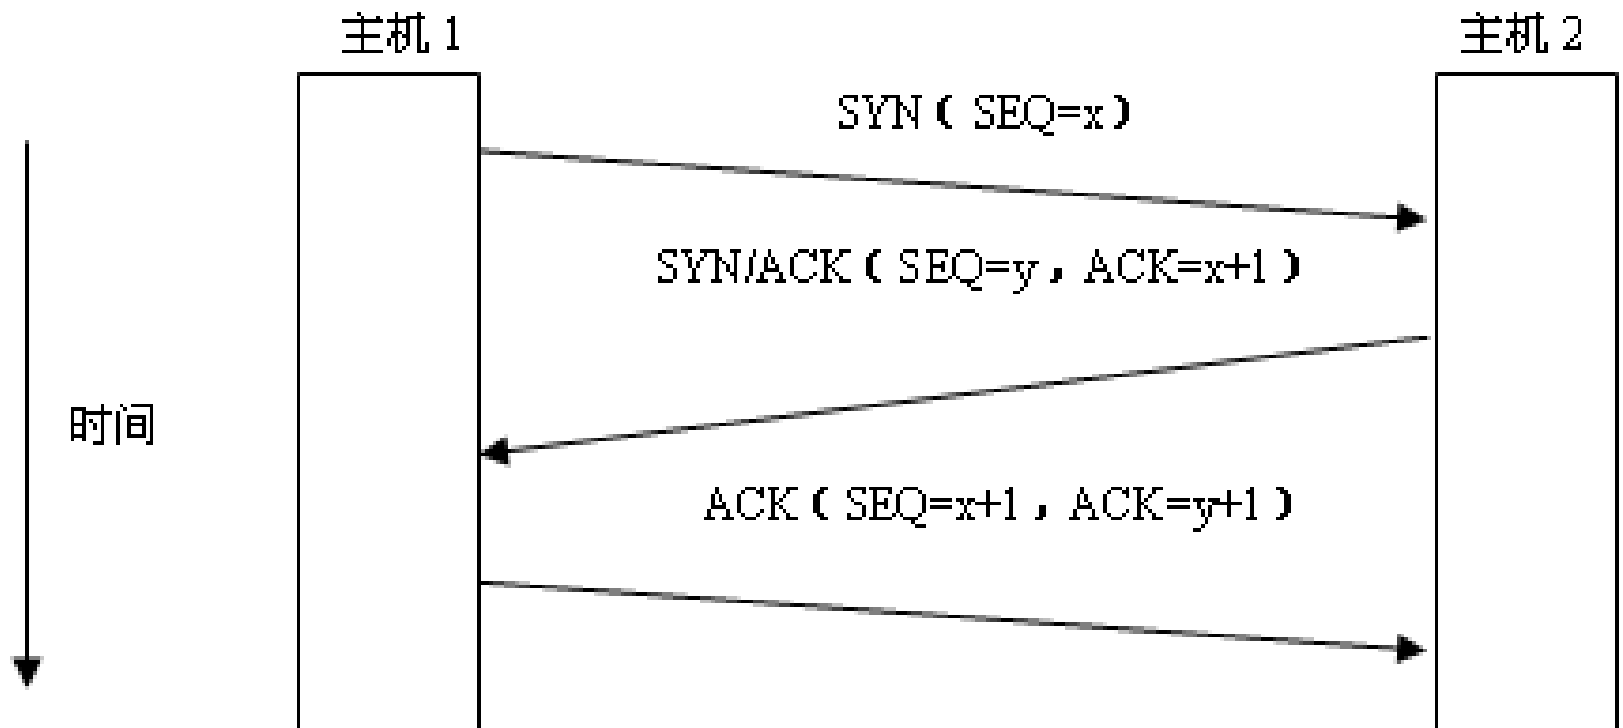 主机 1
主机 2
SYN（SEQ=x）
SYN/ACK（SEQ=y，ACK=x+1）
时间
ACK（SEQ=x+1，ACK=y+1）